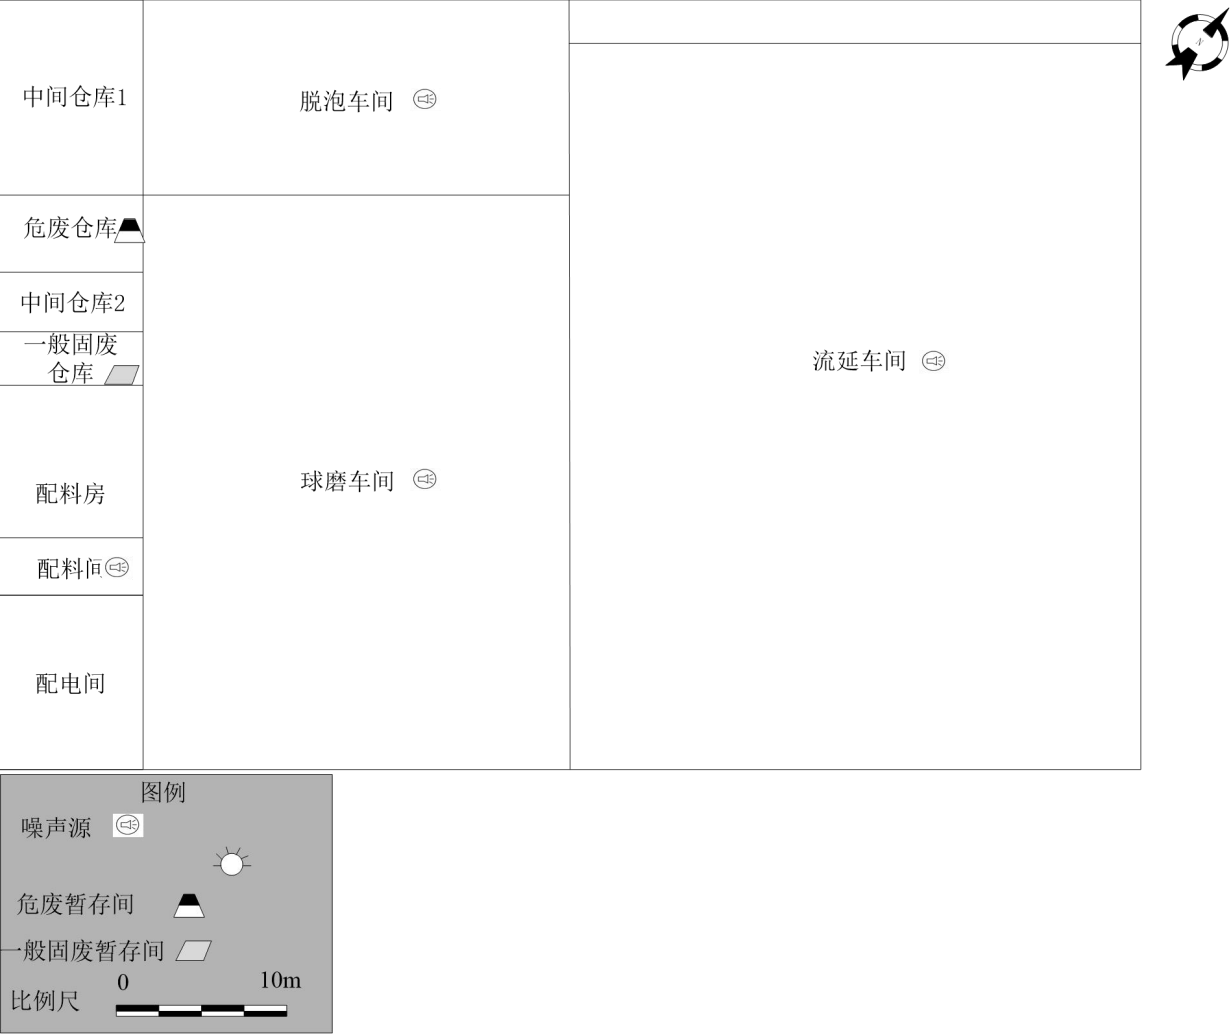 中间仓库1
脱泡车间
N
危废仓库
中间仓库2
一般固废
仓库
流延车间
配料房
球磨车间
配料间
配电间
图例
噪声源
危废暂存间
一般固废暂存间
0 10m
比例尺